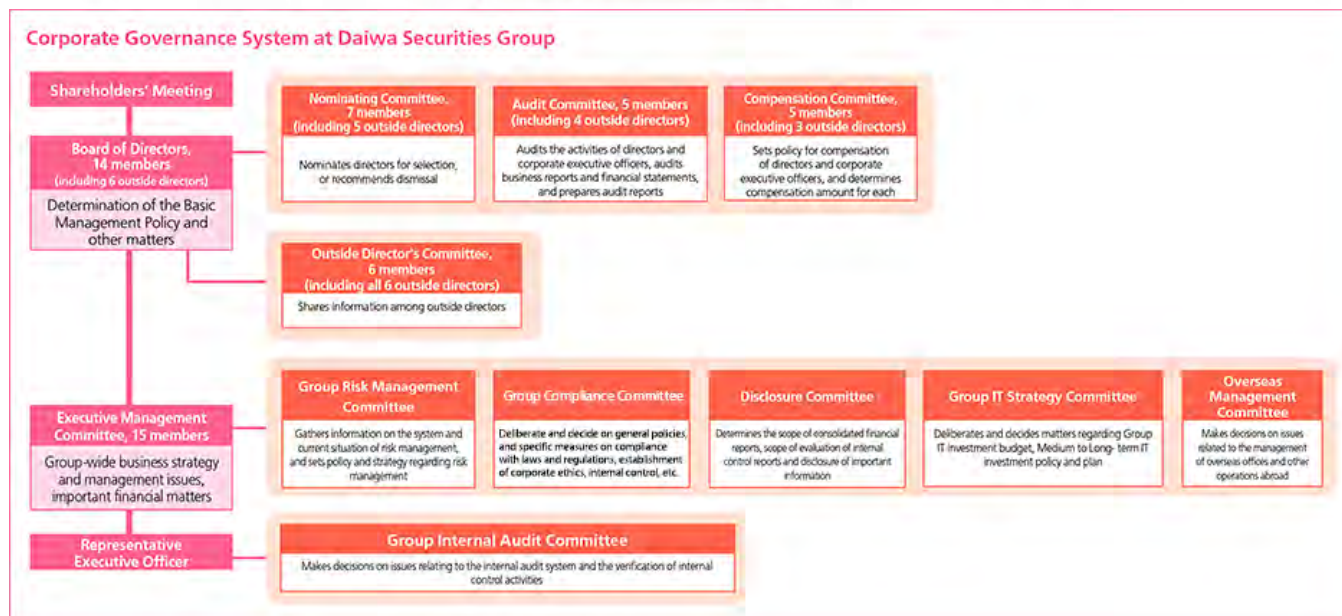 Corporate Governance System at Daiwa Securities Group
Shareholders' Meeting
Board of Directors,
14 members
(including 6 outside directors)
Determination of the Basic
Management Policy and
other matters
Nominating Committee,
7 members
(including 5 outside directors)
Nominates directors for selection,
or recommends dismissal
Audit Committee, 5 members
(including 4 outside directors)
Audits the activities of directors and
corporate executive officers, audits
business reports and financial statements,
and prepares audit reports
Compensation Committee,
5 members
(including 3 outside directors)
Sets policy for compensation
of directors and corporate
executive officers, and determines
compensation amount for each
Outside Director's Committee,
6 members
(including all 6 outside directors)
Shares information among outside directors
Executive Management
Committee, 15 members
Group-wide business strategy
and management issues,
important financial matters
Group Risk Management
Committee
Gathers information on the system and
current situation of risk management,
and sets policy and strategy regarding risk
management
Group Compliance Committee
Deliberate and decide on general policies,
and specific measures on compliance
with laws and regulations, establishment
of corporate ethics, internal control, etc.
Disclosure Committee
Determines the scope of consolidated financial
reports, scope of evaluation of internal
control reports and disclosure of important
information
Group IT Strategy Committee
Deliberates and decides matters regarding Group
IT investment budget, Medium to Long- term IT
investment policy and plan
Overseas
Management
Committee
Makes decisions on issues
related to the management
of overseas offices and other
operations abroad
Representative
Executive Officer
Group Internal Audit Committee
Makes decisions on issues relating to the internal audit system and the verification of internal
control activities